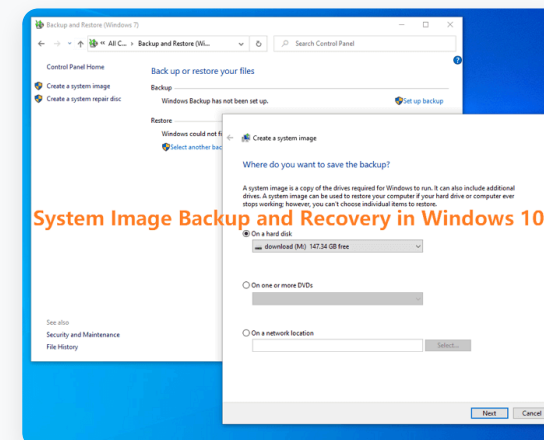 Backup and Restore (Windows 7)
All C... > Backup and Restore (Wi...
Search Control Panel
Control Panel Home
Create a system image
Create a system repair disc
Back up or restore your files
Backup
Windows Backup has not been set up.
Set up backup
Restore
Windows could not fi
Select another bac
See also
Security and Maintenance
File History
Create a system image
Where do you want to save the backup?
A system image is a copy of the drives required for Windows to run. It can also include additional
drives. A system image can be used to restore your computer if your hard drive or computer ever
stops working; however, you can't choose individual items to restore.
System Image Backup and Recovery in Windows 10
On a hard disk
download (M:) 147.34 GB free
On one or more DVDs
On a network location
Select...
Next
Cancel